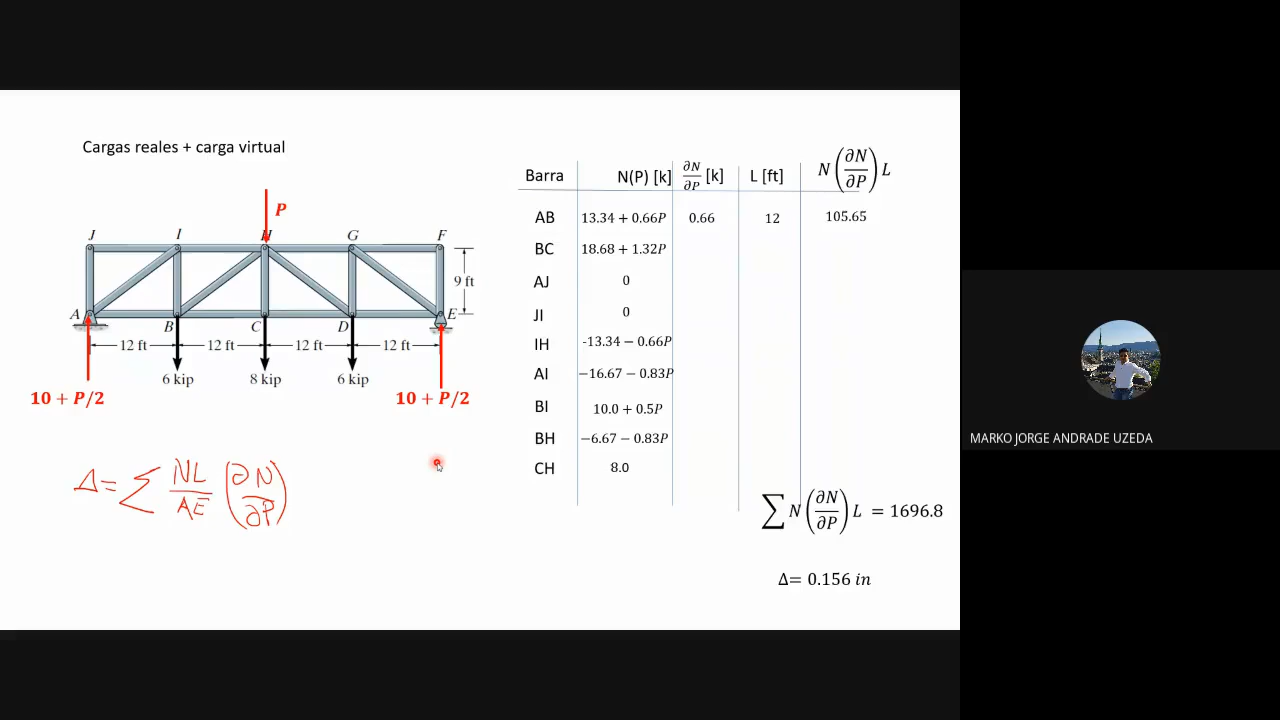 Cargas reales + carga virtual
P
J I H G F
9 ft
A B C D E
12 ft 12 ft 12 ft 12 ft
6 kip 8 kip 6 kip
10 + P/2 10 + P/2
Δ = ∑ NL/AE (∂N/∂P)
Barra N(P) [k] ∂N/∂P [k] L [ft] N(∂N/∂P)L
AB 13.34 + 0.66P 0.66 12 105.65
BC 18.68 + 1.32P
AJ 0
JI 0
IH -13.34 − 0.66P
AI −16.67 − 0.83P
BI 10.0 + 0.5P
BH −6.67 − 0.83P
CH 8.0
∑ N(∂N/∂P)L = 1696.8
Δ= 0.156 in
MARKO JORGE ANDRADE UZEDA